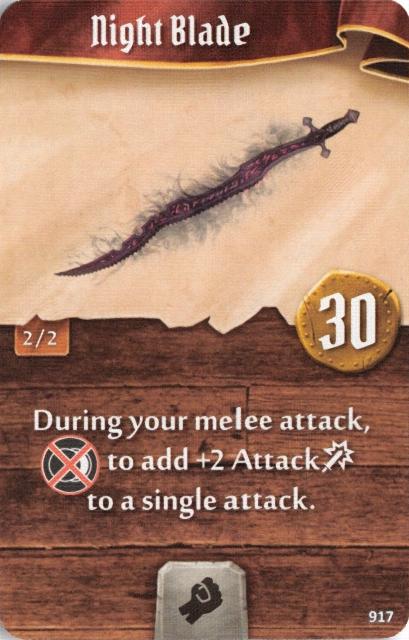 Night Blade
2/2
30
During your melee attack,
to add +2 Attack
to a single attack.
917